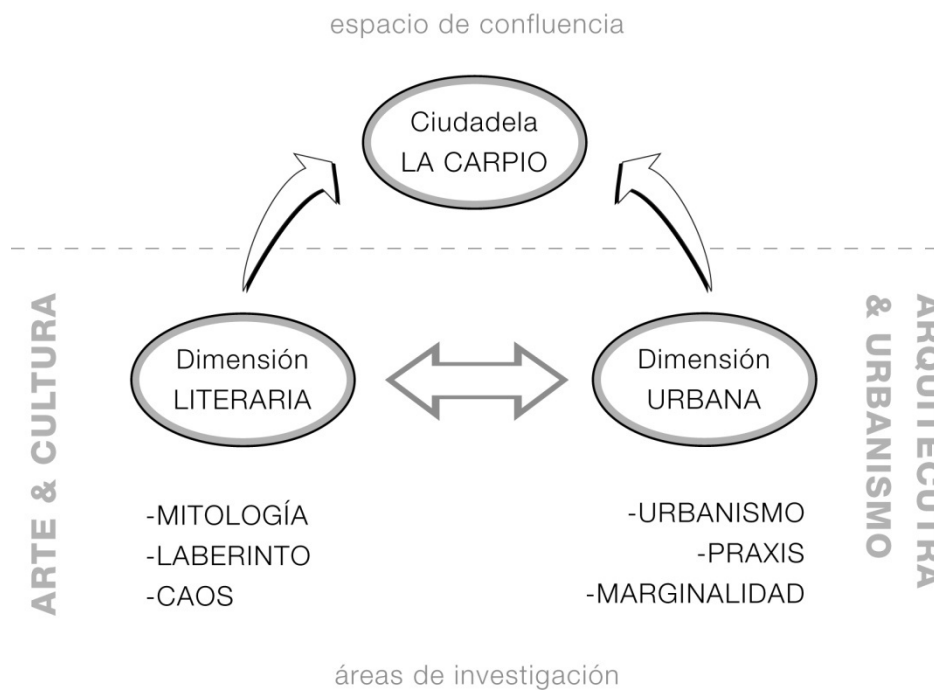 espacio de confluencia
Ciudadela
LA CARPIO
ARTE & CULTURA
Dimensión
LITERARIA
Dimensión
URBANA
ARQUITECUTRA
& URBANISMO
-MITOLOGÍA
-LABERINTO
-CAOS
-URBANISMO
-PRAXIS
-MARGINALIDAD
áreas de investigación